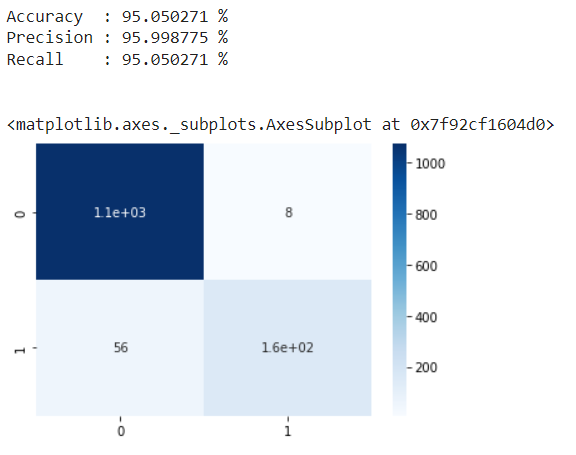 Accuracy  : 95.050271 %
Precision : 95.998775 %
Recall    : 95.050271 %
<matplotlib.axes._subplots.AxesSubplot at 0x7f92cf1604d0>
0
1.1e+03
8
1
56
1.6e+02
0
1
1000
800
600
400
200